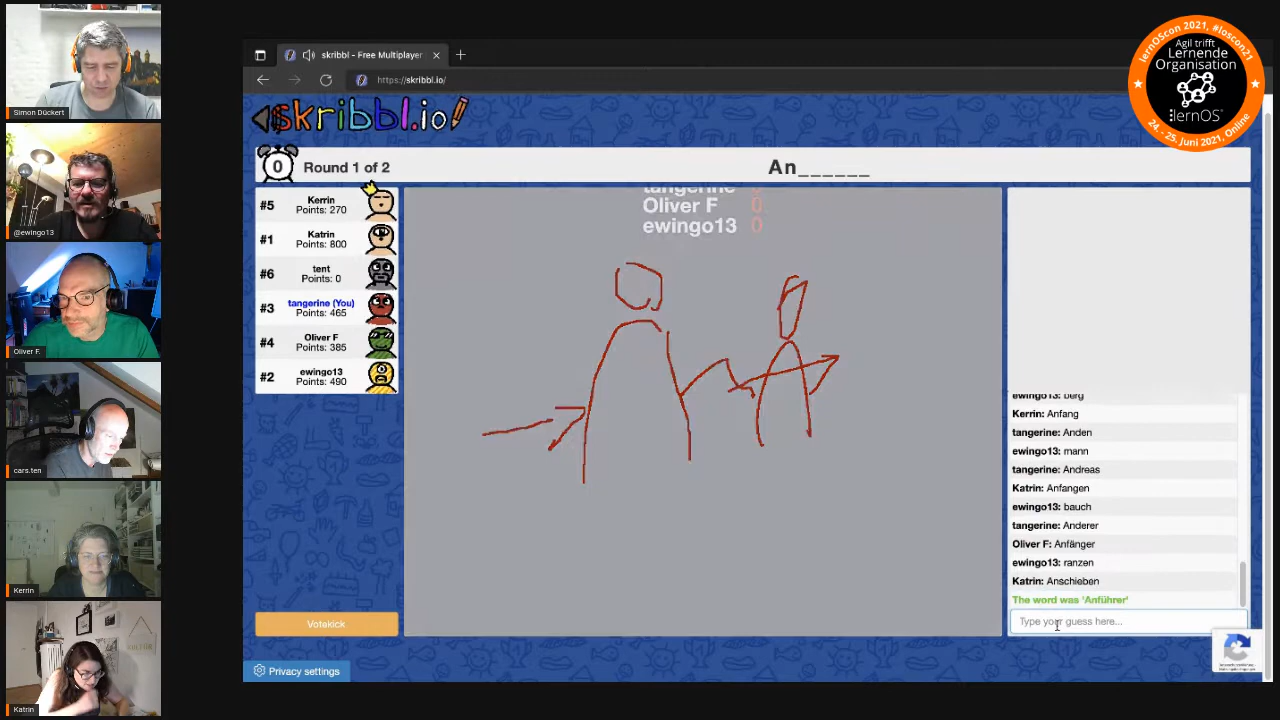 Simon Dückert
@ewingo13
Oliver F.
cars.ten
Kerrin
Katrin
skribbl - Free Multiplayer
https://skribbl.io/
skribbl.io
lernOScon 2021, #loscon21
Agil trifft
Lernende
Organisation
lernOS
24. - 25. Juni 2021, Online
0
Round 1 of 2
An______
#5 Kerrin
Points: 270
#1 Katrin
Points: 800
#6 tent
Points: 0
#3 tangerine (You)
Points: 465
#4 Oliver F
Points: 385
#2 ewingo13
Points: 490
Votekick
Privacy settings
tangerine 0
Oliver F 0
ewingo13 0
ewingo13: berg
Kerrin: Anfang
tangerine: Anden
ewingo13: mann
tangerine: Andreas
Katrin: Anfangen
ewingo13: bauch
tangerine: Anderer
Oliver F: Anfänger
ewingo13: ranzen
Katrin: Anschieben
The word was 'Anführer'
Type your guess here...